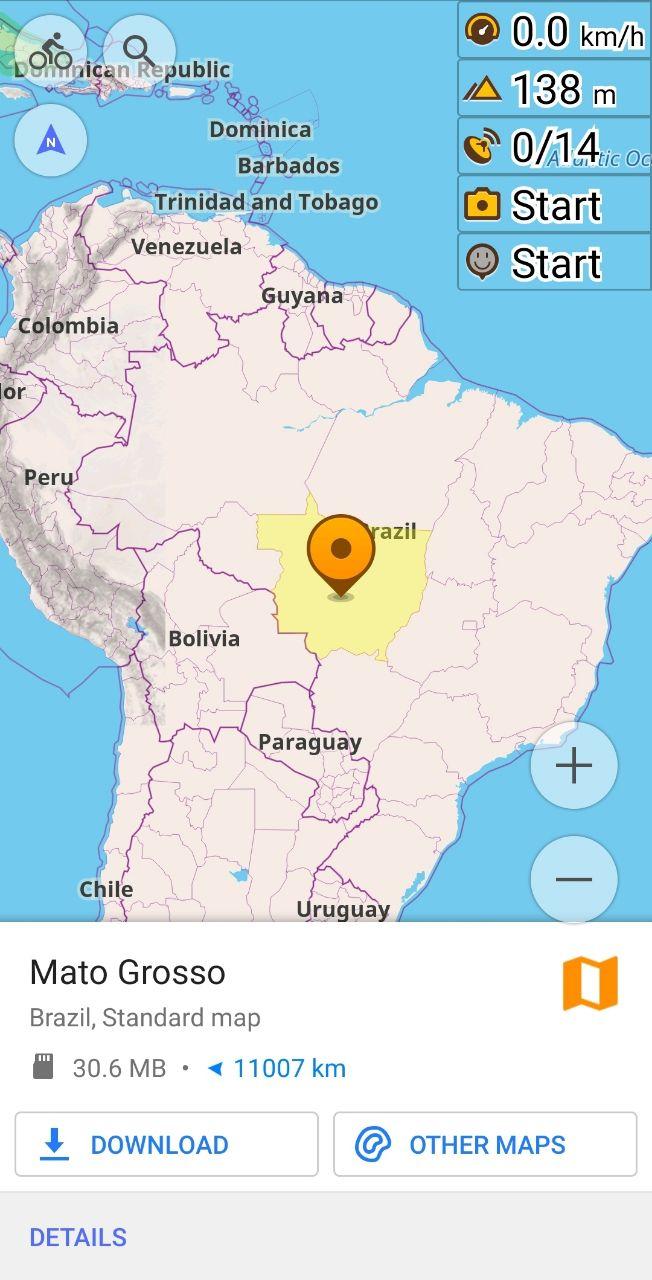 0.0 km/h
Dominican Republic
N
138 m
Dominica
0/14
Atlantic Oc
Barbados
Trinidad and Tobago
Start
Venezuela
Start
Guyana
Colombia
dor
Peru
Brazil
Bolivia
Paraguay
Chile
Uruguay
Mato Grosso
Brazil, Standard map
30.6 MB • 11007 km
DOWNLOAD
OTHER MAPS
DETAILS